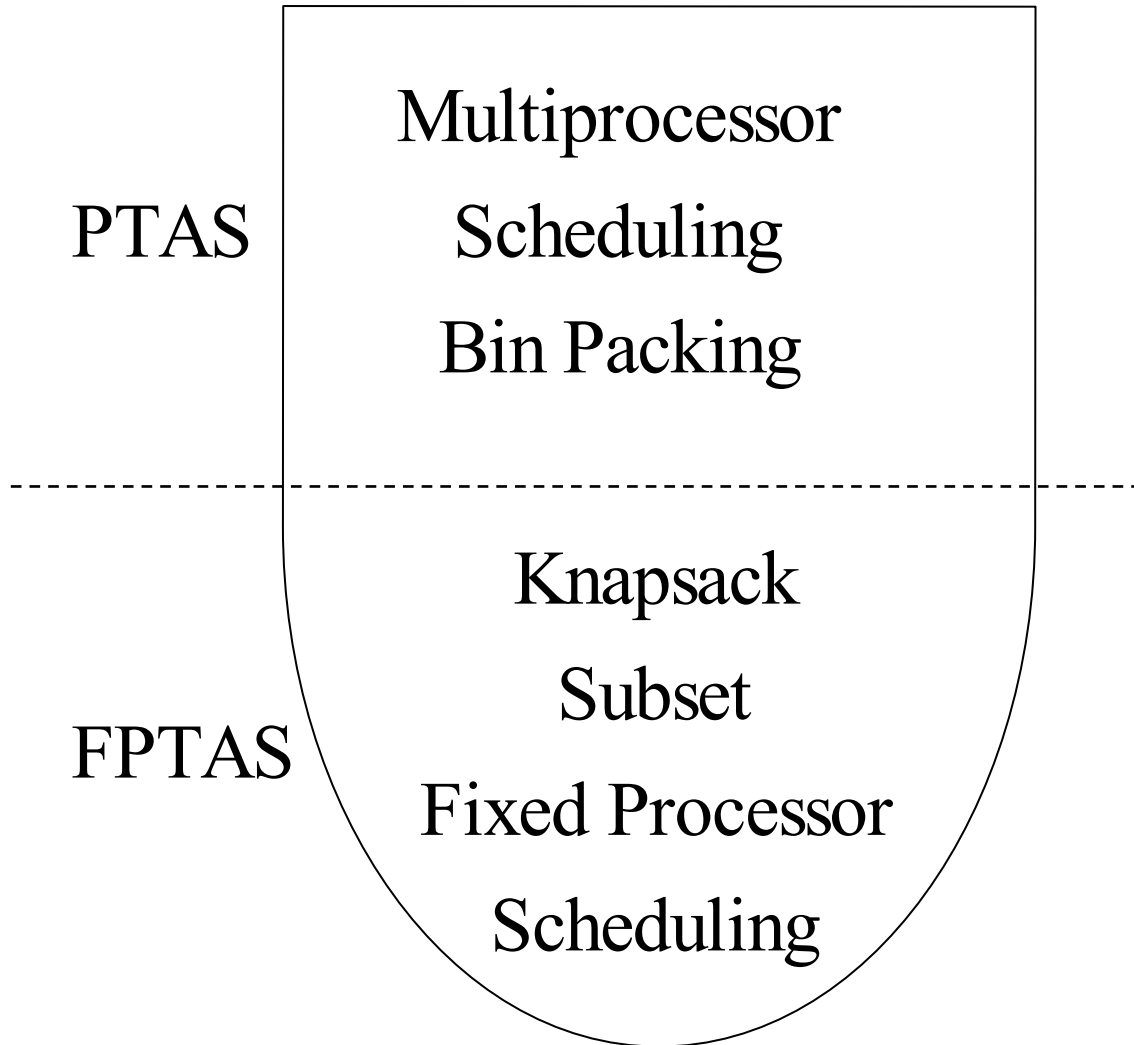 Multiprocessor
PTAS Scheduling
Bin Packing
Knapsack
Subset
FPTAS
Fixed Processor
Scheduling